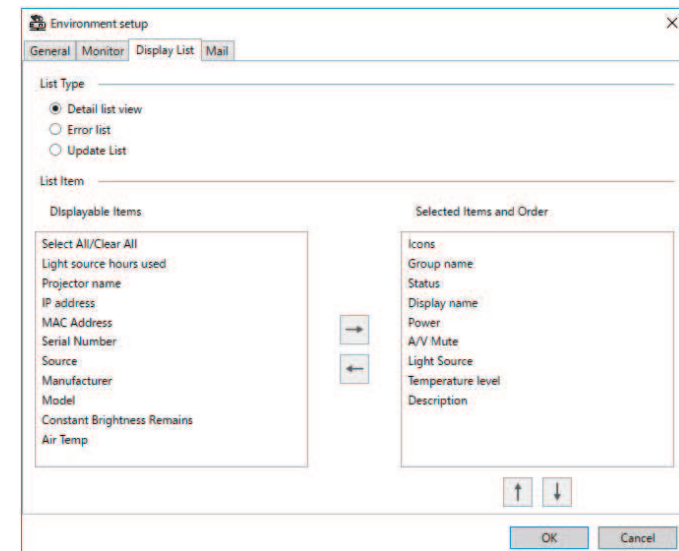 Environment setup
General Monitor Display List Mail
List Type
Detail list view
Error list
Update List
List Item
DIsplayable Items
Select All/Clear All
Light source hours used
Projector name
IP address
MAC Address
Serial Number
Source
Manufacturer
Model
Constant Brightness Remains
Air Temp
Selected Items and Order
Icons
Group name
Status
Display name
Power
A/V Mute
Light Source
Temperature level
Description
OK Cancel